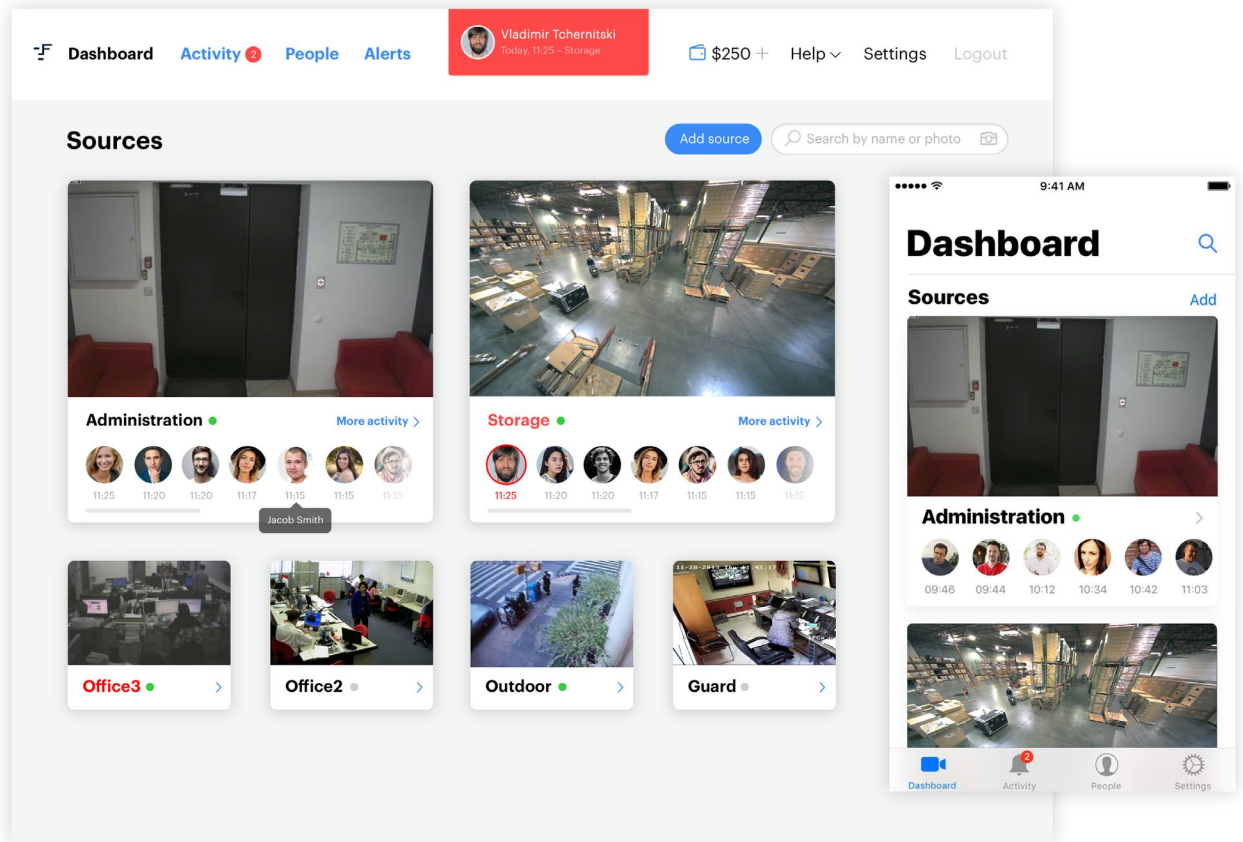 Dashboard
Activity 2
People
Alerts
Vladimir Tchernitski
Today, 11:25 – Storage
$250 +
Help
Settings
Logout
Sources
Add source
Search by name or photo
Administration
More activity
11:25 11:20 11:20 11:17 11:15 11:15 11:15
Jacob Smith
Storage
More activity
11:25 11:20 11:20 11:17 11:15 11:15 11:15
Office3
Office2
Outdoor
Guard
9:41 AM
Dashboard
Sources
Add
Administration
09:46 09:44 10:12 10:34 10:42 11:03
2
Dashboard
Activity
People
Settings